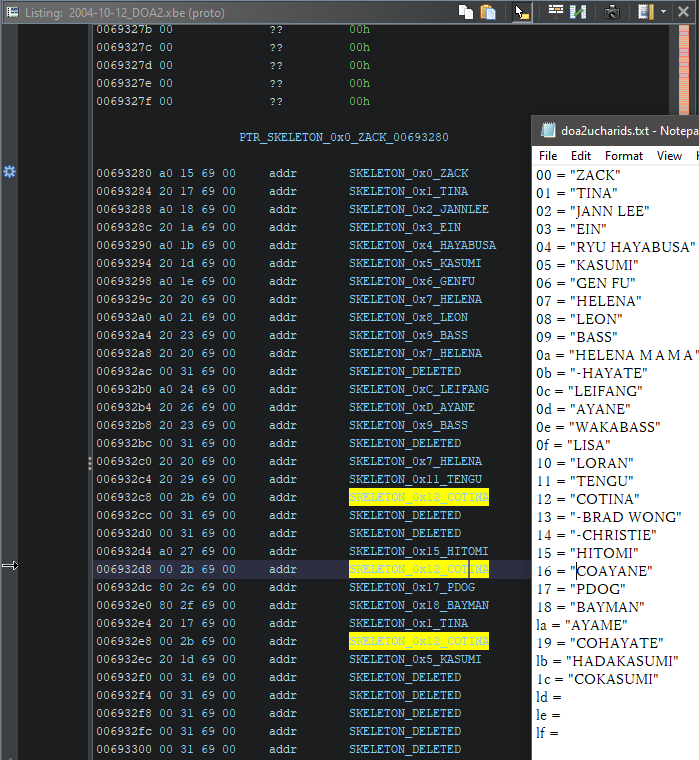 Listing: 2004-10-12_DOA2.xbe (proto)
0069327b 00 ?? 00h
0069327c 00 ?? 00h
0069327d 00 ?? 00h
0069327e 00 ?? 00h
0069327f 00 ?? 00h
PTR_SKELETON_0x0_ZACK_00693280
00693280 a0 15 69 00 addr SKELETON_0x0_ZACK
00693284 20 17 69 00 addr SKELETON_0x1_TINA
00693288 a0 18 69 00 addr SKELETON_0x2_JANNLEE
0069328c 20 1a 69 00 addr SKELETON_0x3_EIN
00693290 a0 1b 69 00 addr SKELETON_0x4_HAYABUSA
00693294 20 1d 69 00 addr SKELETON_0x5_KASUMI
00693298 a0 1e 69 00 addr SKELETON_0x6_GENFU
0069329c 20 20 69 00 addr SKELETON_0x7_HELENA
006932a0 a0 21 69 00 addr SKELETON_0x8_LEON
006932a4 20 23 69 00 addr SKELETON_0x9_BASS
006932a8 20 20 69 00 addr SKELETON_0x7_HELENA
006932ac 00 31 69 00 addr SKELETON_DELETED
006932b0 a0 24 69 00 addr SKELETON_0xC_LEIFANG
006932b4 20 26 69 00 addr SKELETON_0xD_AYANE
006932b8 20 23 69 00 addr SKELETON_0x9_BASS
006932bc 00 31 69 00 addr SKELETON_DELETED
006932c0 20 20 69 00 addr SKELETON_0x7_HELENA
006932c4 20 29 69 00 addr SKELETON_0x11_TENGU
006932c8 00 2b 69 00 addr SKELETON_0x12_COTINA
006932cc 00 31 69 00 addr SKELETON_DELETED
006932d0 00 31 69 00 addr SKELETON_DELETED
006932d4 a0 27 69 00 addr SKELETON_0x15_HITOMI
006932d8 00 2b 69 00 addr SKELETON_0x12_COTINA
006932dc 80 2c 69 00 addr SKELETON_0x17_PDOG
006932e0 80 2f 69 00 addr SKELETON_0x18_BAYMAN
006932e4 20 17 69 00 addr SKELETON_0x1_TINA
006932e8 00 2b 69 00 addr SKELETON_0x12_COTINA
006932ec 20 1d 69 00 addr SKELETON_0x5_KASUMI
006932f0 00 31 69 00 addr SKELETON_DELETED
006932f4 00 31 69 00 addr SKELETON_DELETED
006932f8 00 31 69 00 addr SKELETON_DELETED
006932fc 00 31 69 00 addr SKELETON_DELETED
00693300 00 31 69 00 addr SKELETON_DELETED
doa2ucharids.txt - Notepa
File Edit Format View H
00 = "ZACK"
01 = "TINA"
02 = "JANN LEE"
03 = "EIN"
04 = "RYU HAYABUSA"
05 = "KASUMI"
06 = "GEN FU"
07 = "HELENA"
08 = "LEON"
09 = "BASS"
0a = "HELENA M A M A"
0b = "-HAYATE"
0c = "LEIFANG"
0d = "AYANE"
0e = "WAKABASS"
0f = "LISA"
10 = "LORAN"
11 = "TENGU"
12 = "COTINA"
13 = "-BRAD WONG"
14 = "-CHRISTIE"
15 = "HITOMI"
16 = "COAYANE"
17 = "PDOG"
18 = "BAYMAN"
la = "AYAME"
19 = "COHAYATE"
lb = "HADAKASUMI"
1c = "COKASUMI"
ld =
le =
lf =